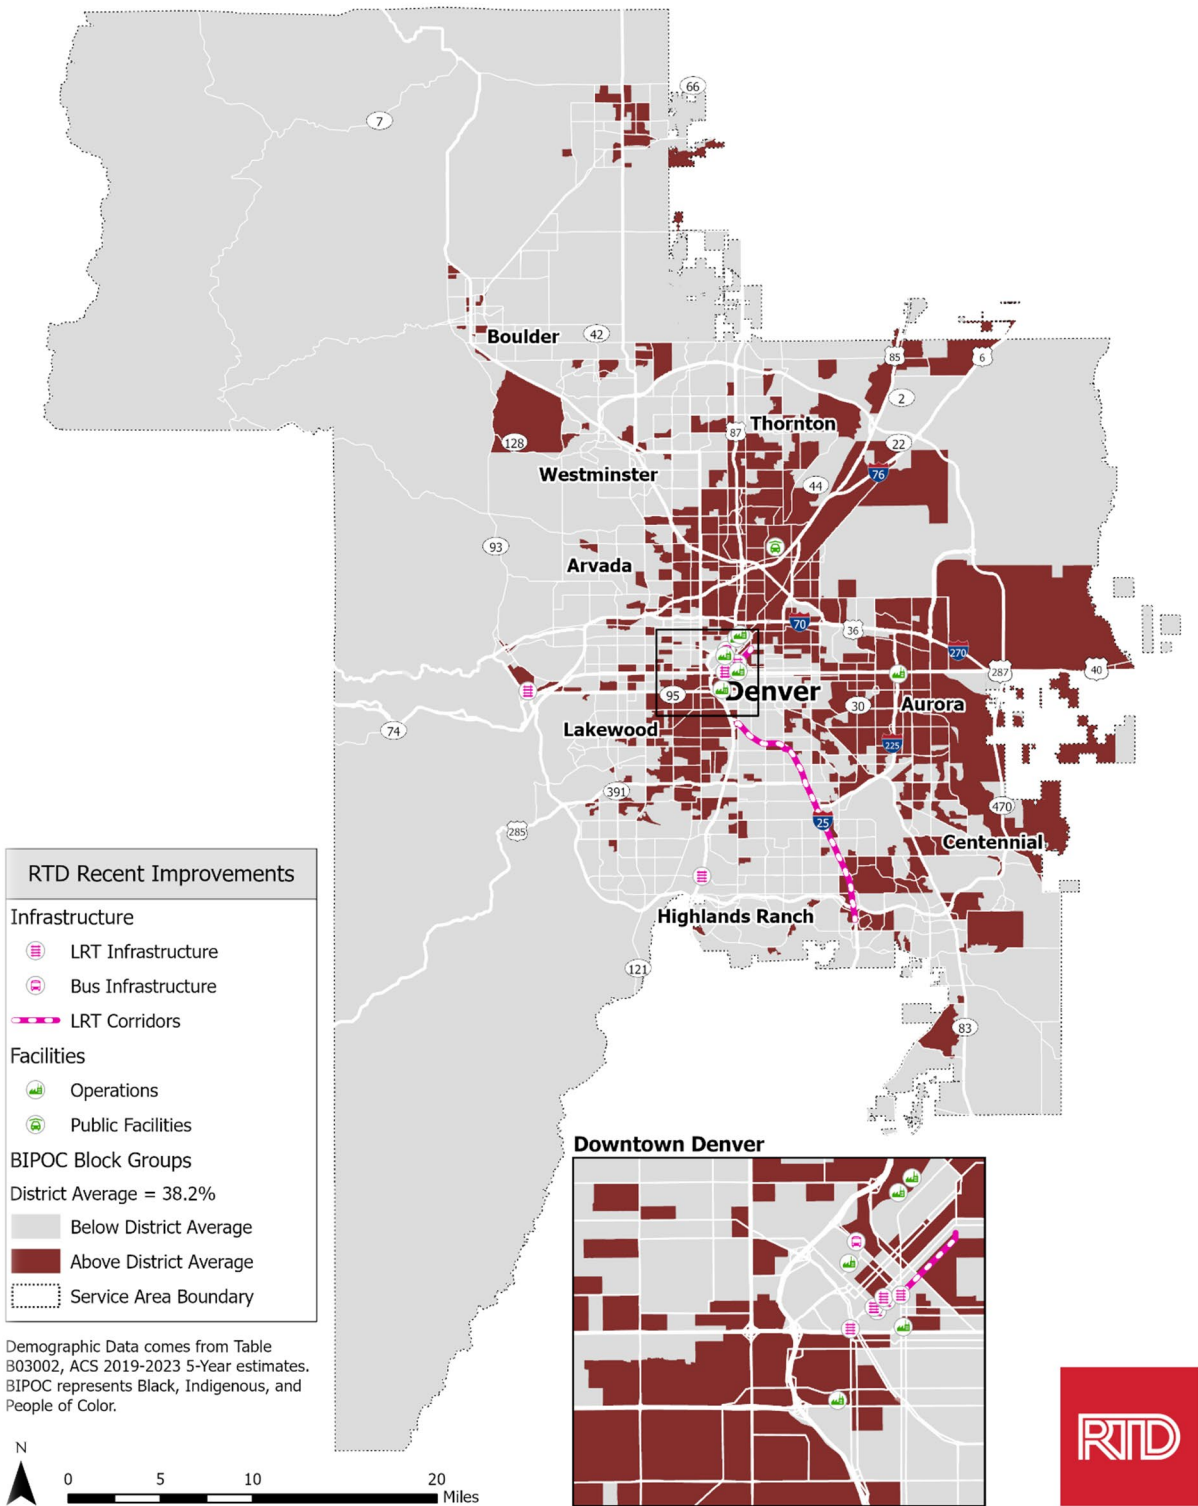 66
7
Boulder
42
85
6
2
Thornton
87
128
22
Westminster
76
44
93
Arvada
70
36
270
287
40
Denver
95
30
Aurora
Lakewood
74
225
391
470
285
25
Centennial
Highlands Ranch
121
83
RTD Recent Improvements
Infrastructure
LRT Infrastructure
Bus Infrastructure
LRT Corridors
Facilities
Operations
Public Facilities
BIPOC Block Groups
District Average = 38.2%
Below District Average
Above District Average
Service Area Boundary
Demographic Data comes from Table
B03002, ACS 2019-2023 5-Year estimates.
BIPOC represents Black, Indigenous, and
People of Color.
N
0 5 10 20
Miles
Downtown Denver
RTD